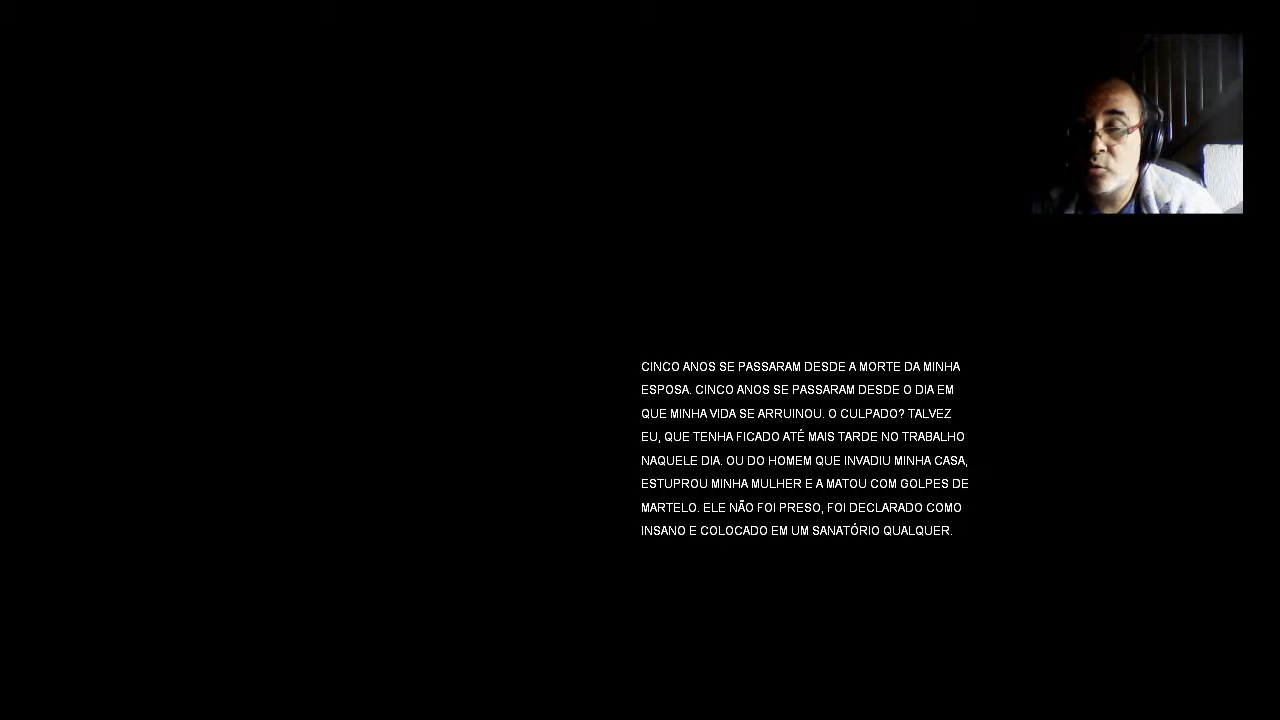 CINCO ANOS SE PASSARAM DESDE A MORTE DA MINHA
ESPOSA. CINCO ANOS SE PASSARAM DESDE O DIA EM
QUE MINHA VIDA SE ARRUINOU. O CULPADO? TALVEZ
EU, QUE TENHA FICADO ATÉ MAIS TARDE NO TRABALHO
NAQUELE DIA. OU DO HOMEM QUE INVADIU MINHA CASA,
ESTUPROU MINHA MULHER E A MATOU COM GOLPES DE
MARTELO. ELE NÃO FOI PRESO, FOI DECLARADO COMO
INSANO E COLOCADO EM UM SANATÓRIO QUALQUER.